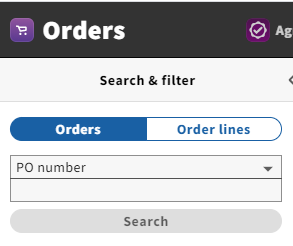 Orders
Ag
Search & filter
Orders
Order lines
PO number
Search